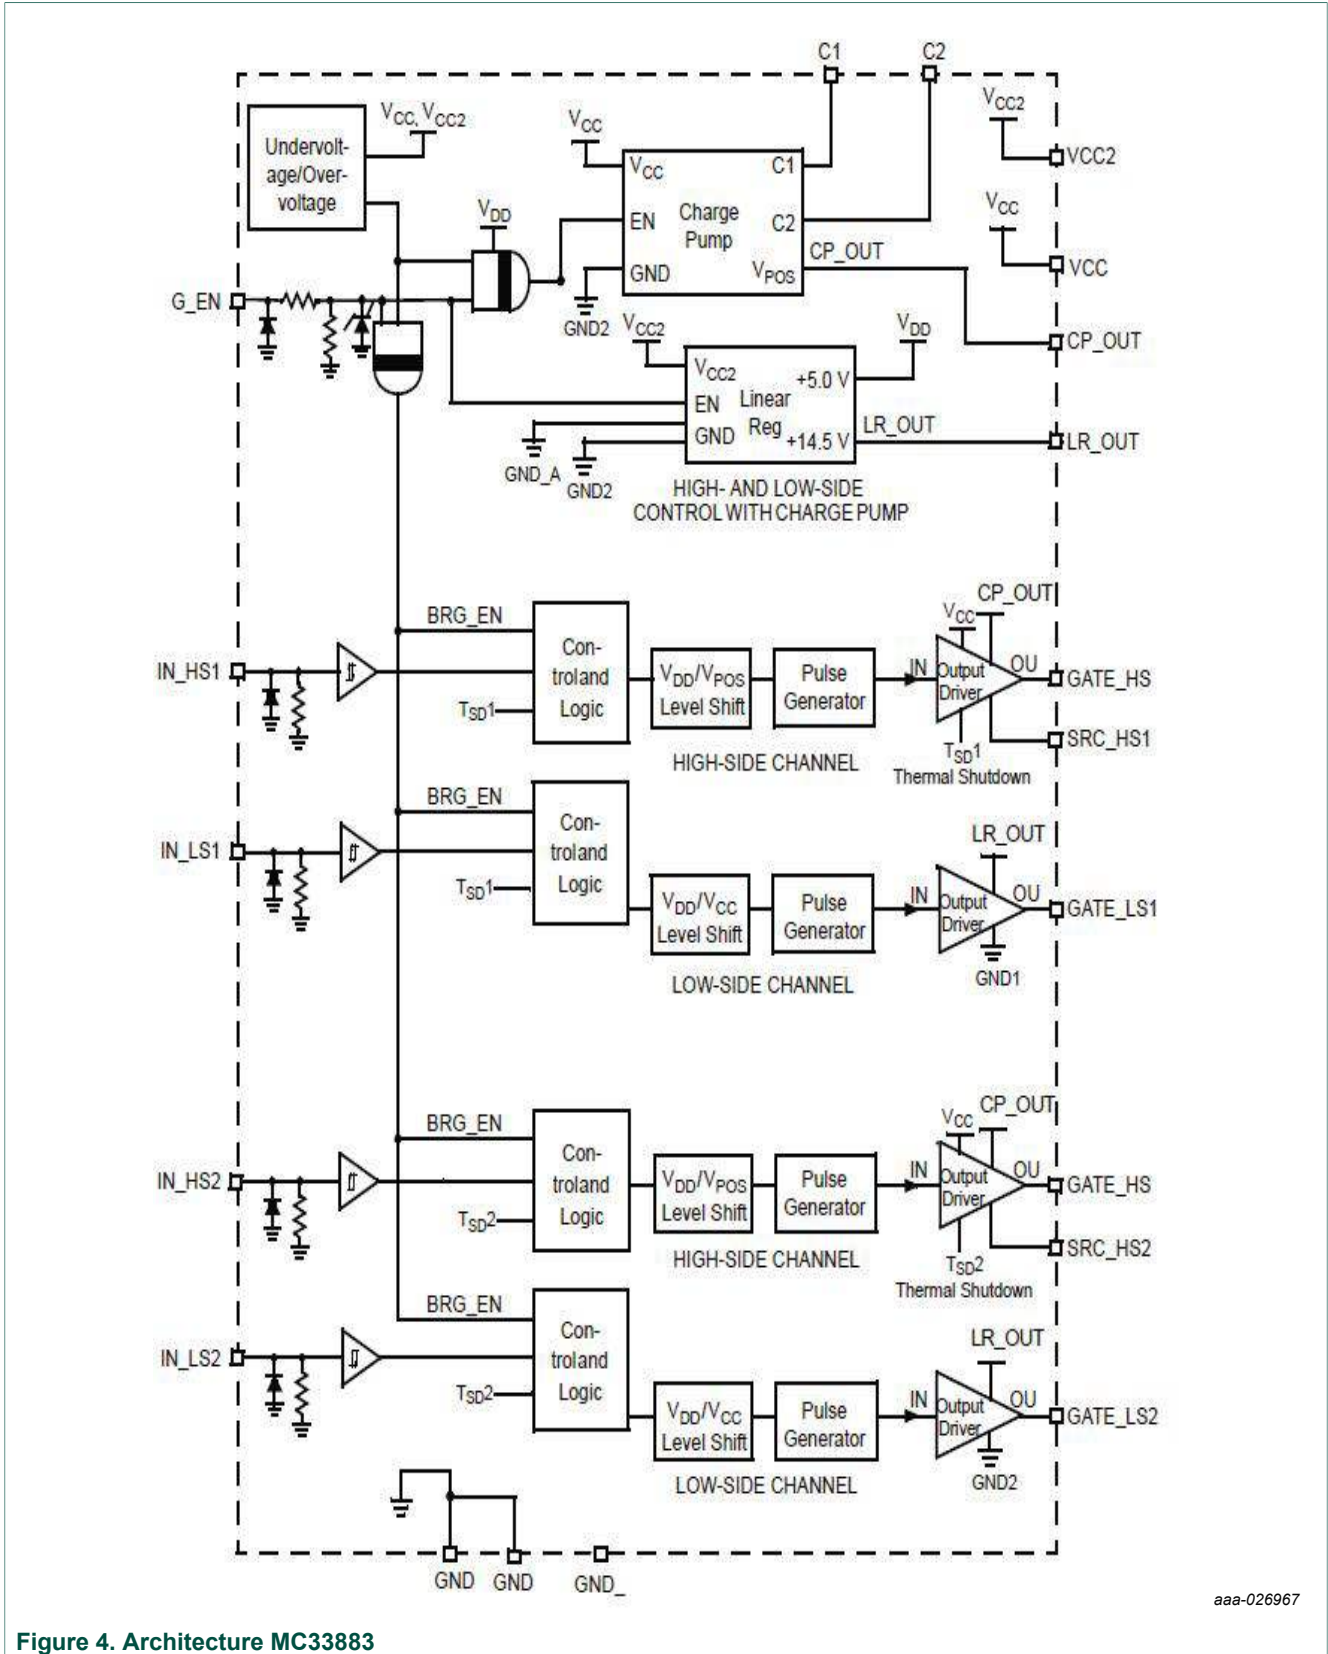 C1
C2
VCC, VCC2
Undervolt-
age/Over-
voltage
VCC
VCC2
VCC2
VCC
C1
EN
Charge
Pump
C2
GND
VPOS
CP_OUT
VDD
VCC
VCC
G_EN
GND2
VCC2
VDD
CP_OUT
VCC2
+5.0 V
EN
Linear
Reg
GND
+14.5 V
LR_OUT
LR_OUT
GND_A
GND2
HIGH- AND LOW-SIDE
CONTROL WITH CHARGE PUMP
BRG_EN
IN_HS1
TSD1
Con-
troland
Logic
VDD/VPOS
Level Shift
Pulse
Generator
HIGH-SIDE CHANNEL
VCC
CP_OUT
IN
Output
Driver
OU
GATE_HS
SRC_HS1
TSD1
Thermal Shutdown
BRG_EN
IN_LS1
TSD1
Con-
troland
Logic
VDD/VCC
Level Shift
Pulse
Generator
LOW-SIDE CHANNEL
LR_OUT
IN
Output
Driver
OU
GATE_LS1
GND1
BRG_EN
IN_HS2
TSD2
Con-
troland
Logic
VDD/VPOS
Level Shift
Pulse
Generator
HIGH-SIDE CHANNEL
VCC
CP_OUT
IN
Output
Driver
OU
GATE_HS
SRC_HS2
TSD2
Thermal Shutdown
BRG_EN
IN_LS2
TSD2
Con-
troland
Logic
VDD/VCC
Level Shift
Pulse
Generator
LOW-SIDE CHANNEL
LR_OUT
IN
Output
Driver
OU
GATE_LS2
GND2
GND
GND
GND_
aaa-026967
Figure 4. Architecture MC33883